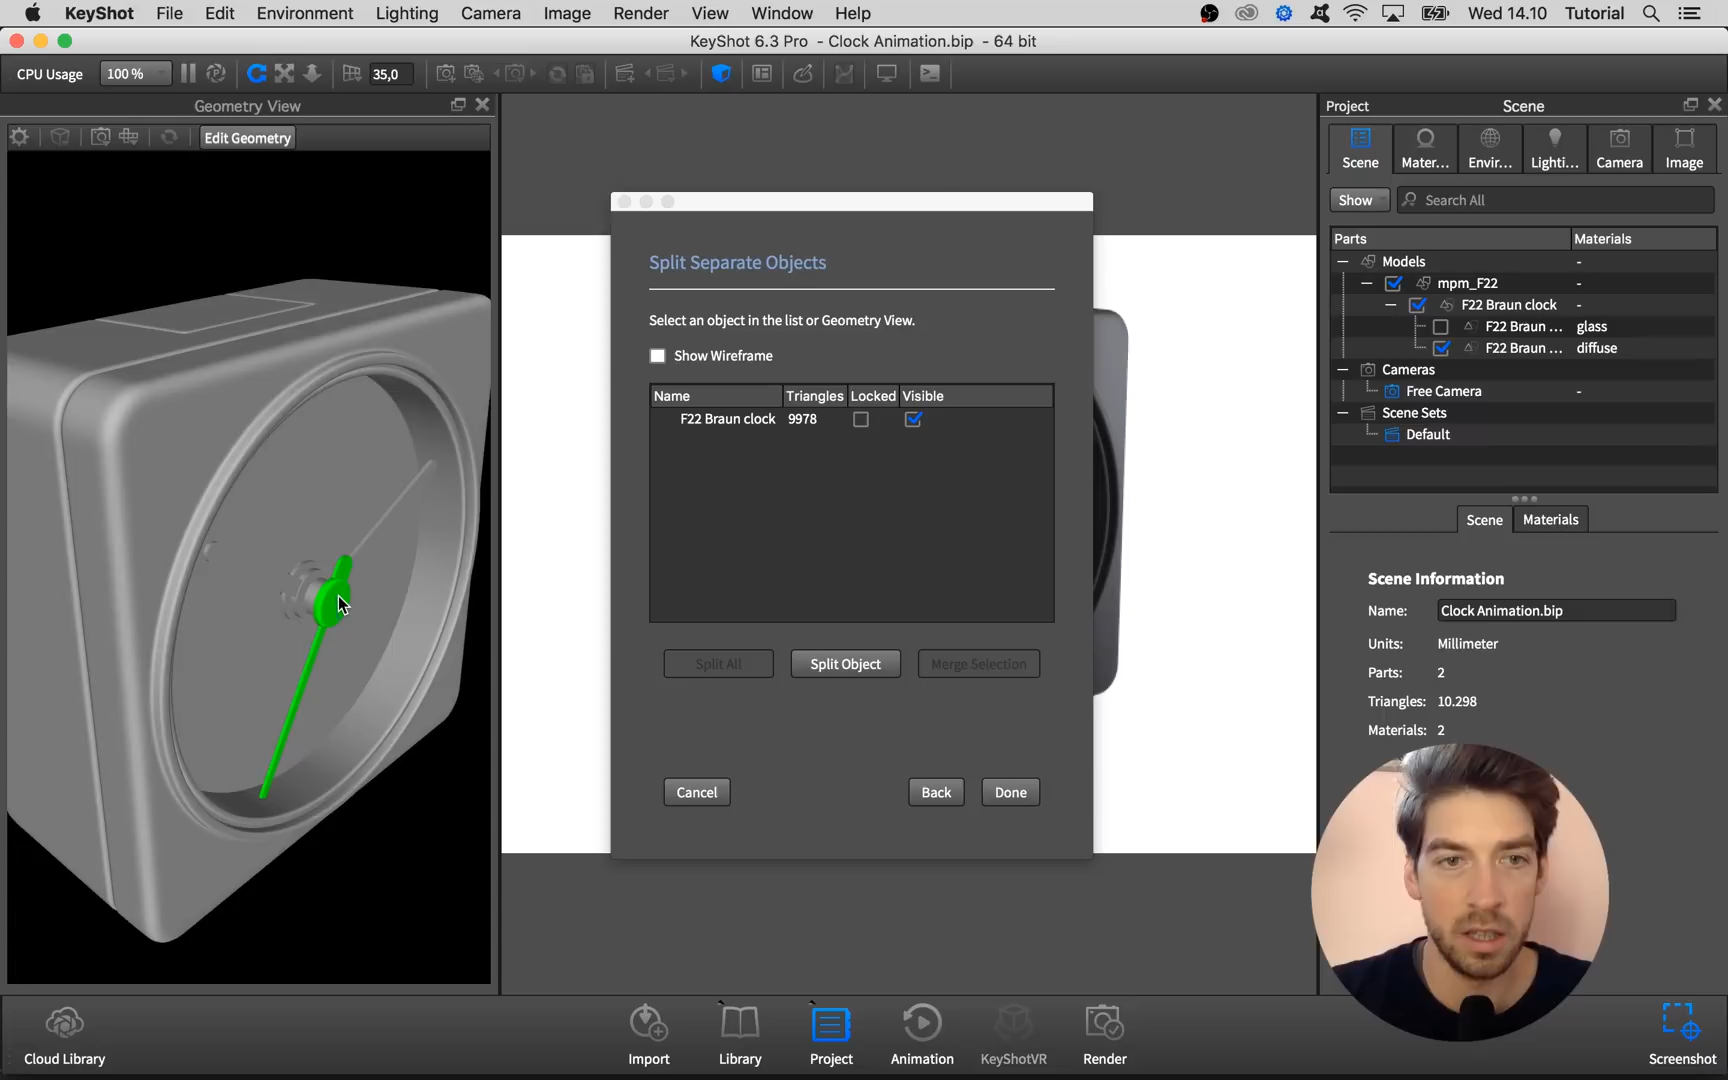 KeyShot File Edit Environment Lighting Camera Image Render View Window Help Wed 14.10 Tutorial
KeyShot 6.3 Pro - Clock Animation.bip - 64 bit
CPU Usage 100 % 35,0
Geometry View
Edit Geometry
Split Separate Objects
Select an object in the list or Geometry View.
Show Wireframe
Name Triangles Locked Visible
F22 Braun clock 9978
Split All Split Object Merge Selection
Cancel Back Done
Project Scene
Scene Mater... Envir... Lighti... Camera Image
Show Search All
Parts Materials
Models -
mpm_F22 -
F22 Braun clock -
F22 Braun ... glass
F22 Braun ... diffuse
Cameras
Free Camera -
Scene Sets
Default
Scene Materials
Scene Information
Name: Clock Animation.bip
Units: Millimeter
Parts: 2
Triangles: 10.298
Materials: 2
Cloud Library Import Library Project Animation KeyShotVR Render Screenshot